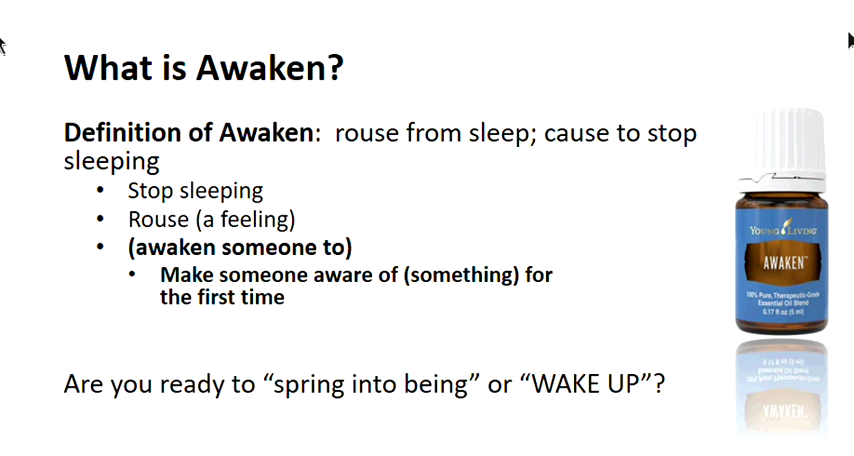 What is Awaken?
Definition of Awaken:  rouse from sleep; cause to stop
sleeping
• Stop sleeping
• Rouse (a feeling)
• (awaken someone to)
• Make someone aware of (something) for
the first time
Are you ready to “spring into being” or “WAKE UP”?
YOUNG LIVING
AWAKEN™
100% Pure, Therapeutic-Grade
Essential Oil Blend
0.17 fl oz (5 ml)